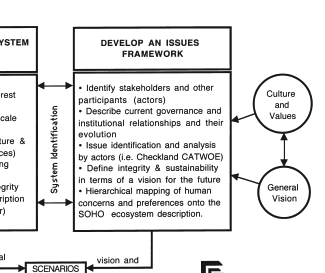 YSTEM
DEVELOP AN ISSUES
FRAMEWORK
rest
cale
ure &
ces)
ng
egrity
ription
r)
System Identification
• Identify stakeholders and other
participants (actors)
• Describe current governance and
institutional relationships and their
evolution
• Issue identification and analysis
by actors (i.e. Checkland CATWOE)
• Define integrity & sustainability
in terms of a vision for the future
• Hierarchical mapping of human
concerns and preferences onto the
SOHO ecosystem description.
Culture
and
Values
General
Vision
al
SCENARIOS
vision and